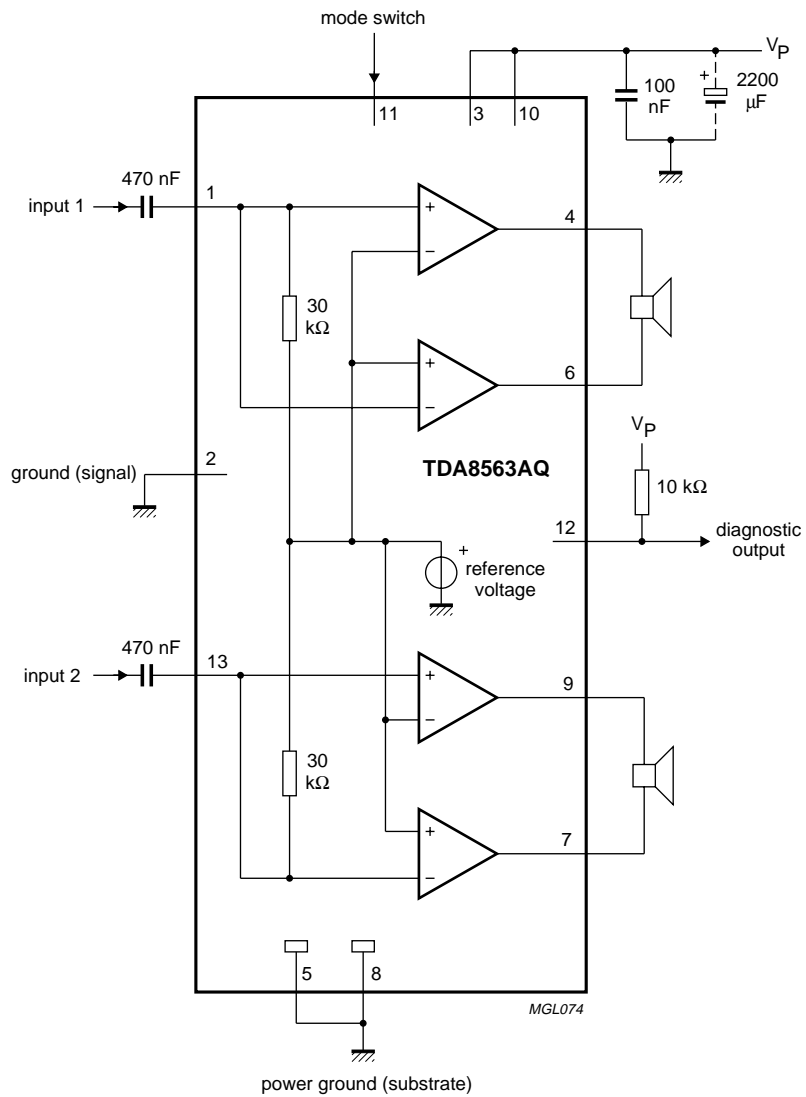 mode switch
V_P
100
nF
+
2200
μF
11
3
10
470 nF
1
input 1
+
−
4
30
kΩ
+
−
6
V_P
2
ground (signal)
TDA8563AQ
10 kΩ
12
diagnostic
output
+
reference
voltage
470 nF
13
input 2
+
−
9
30
kΩ
+
−
7
5
8
MGL074
power ground (substrate)